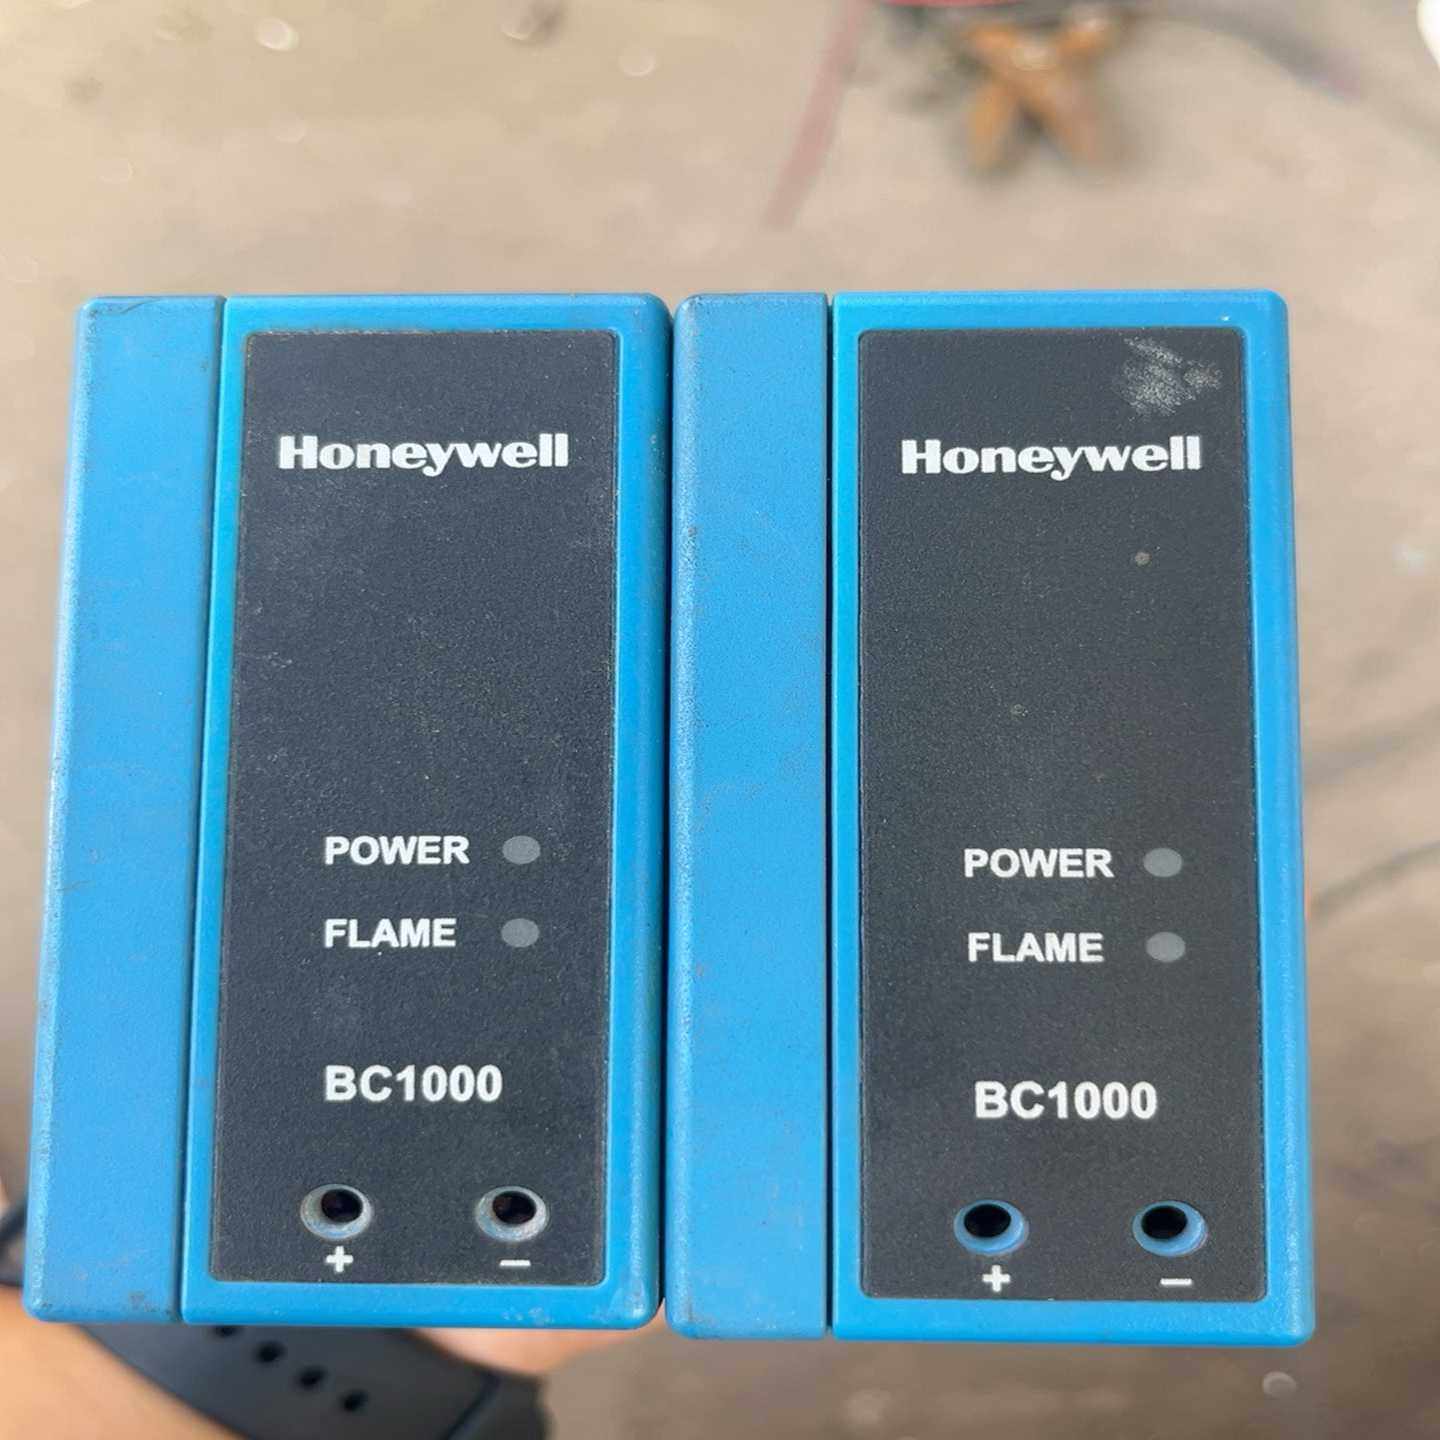 Honeywell
POWER
FLAME
BC1000
+ −
Honeywell
POWER
FLAME
BC1000
+ −